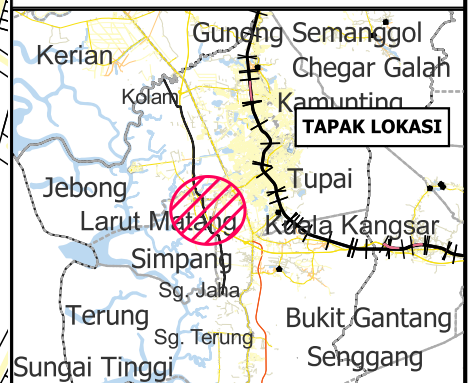 Gunong Semanggol
Kerian
Chegar Galah
Kolam
Kamunting
TAPAK LOKASI
Jebong
Tupai
Larut Matang
Kuala Kangsar
Simpang
Sg. Jaha
Terung
Bukit Gantang
Sg. Terung
Senggang
Sungai Tinggi